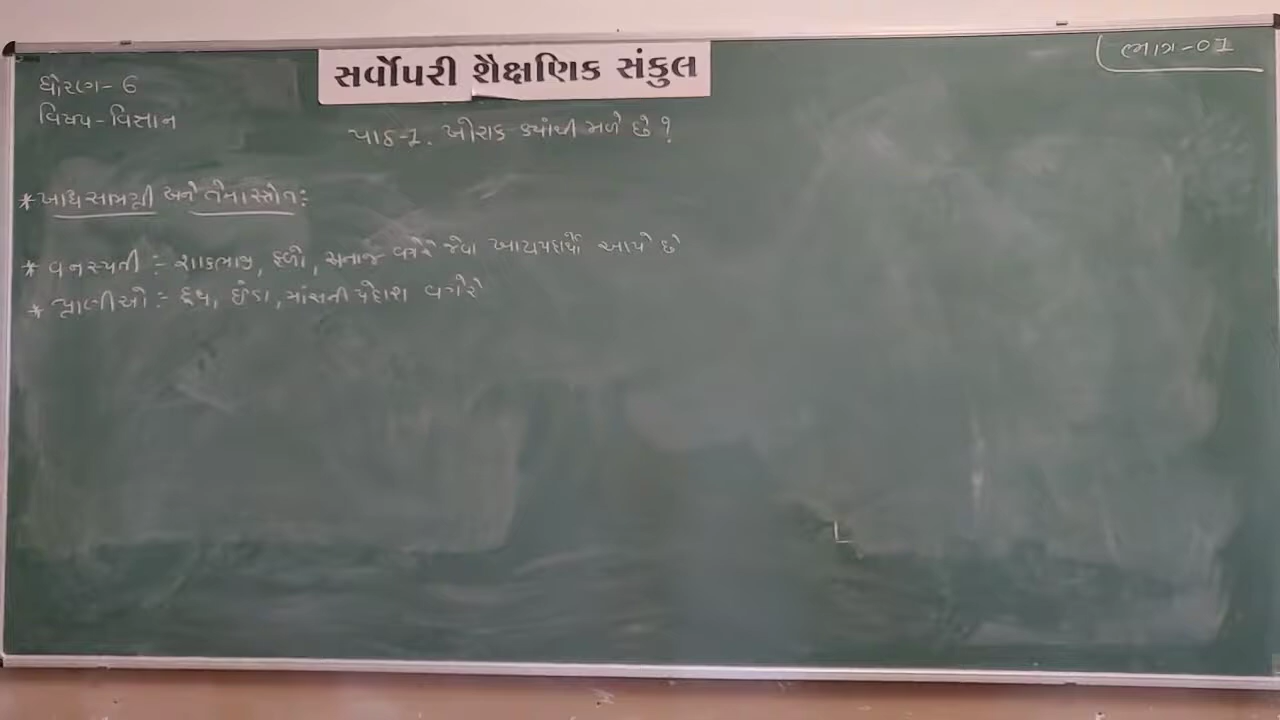 સર્વોપરી શૈક્ષણિક સંકુલ
ભાગ-01
ધોરણ- 6
વિષય-વિજ્ઞાન
પાઠ-1. ખોરાક ક્યાંથી મળે છે ?
* ખાદ્યસામગ્રી અને તેના સ્ત્રોત:
* વનસ્પતી :- શાકભાજી, ફળો, અનાજ વગેરે જેવા ખાદ્યપદાર્થો આપે છે
* પ્રાણીઓ :- દૂધ, ઈંડા, માંસની પેદાશ વગેરે